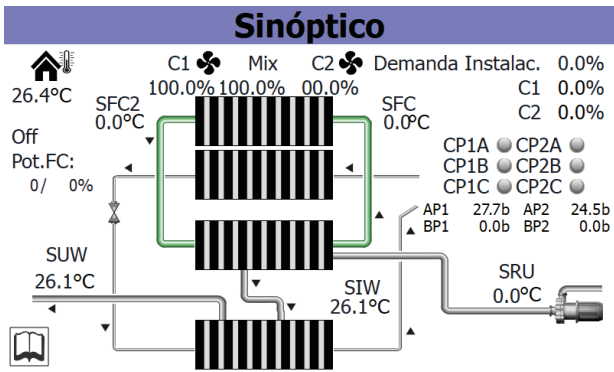 Sinóptico
C1 Mix C2 Demanda Instalac. 0.0%
26.4°C 100.0% 100.0% 00.0% C1 0.0%
SFC2 SFC C2 0.0%
0.0°C 0.0°C
Off CP1A CP2A
Pot.FC: CP1B CP2B
0/ 0% CP1C CP2C
AP1 27.7b AP2 24.5b
BP1 0.0b BP2 0.0b
SUW SIW SRU
26.1°C 26.1°C 0.0°C